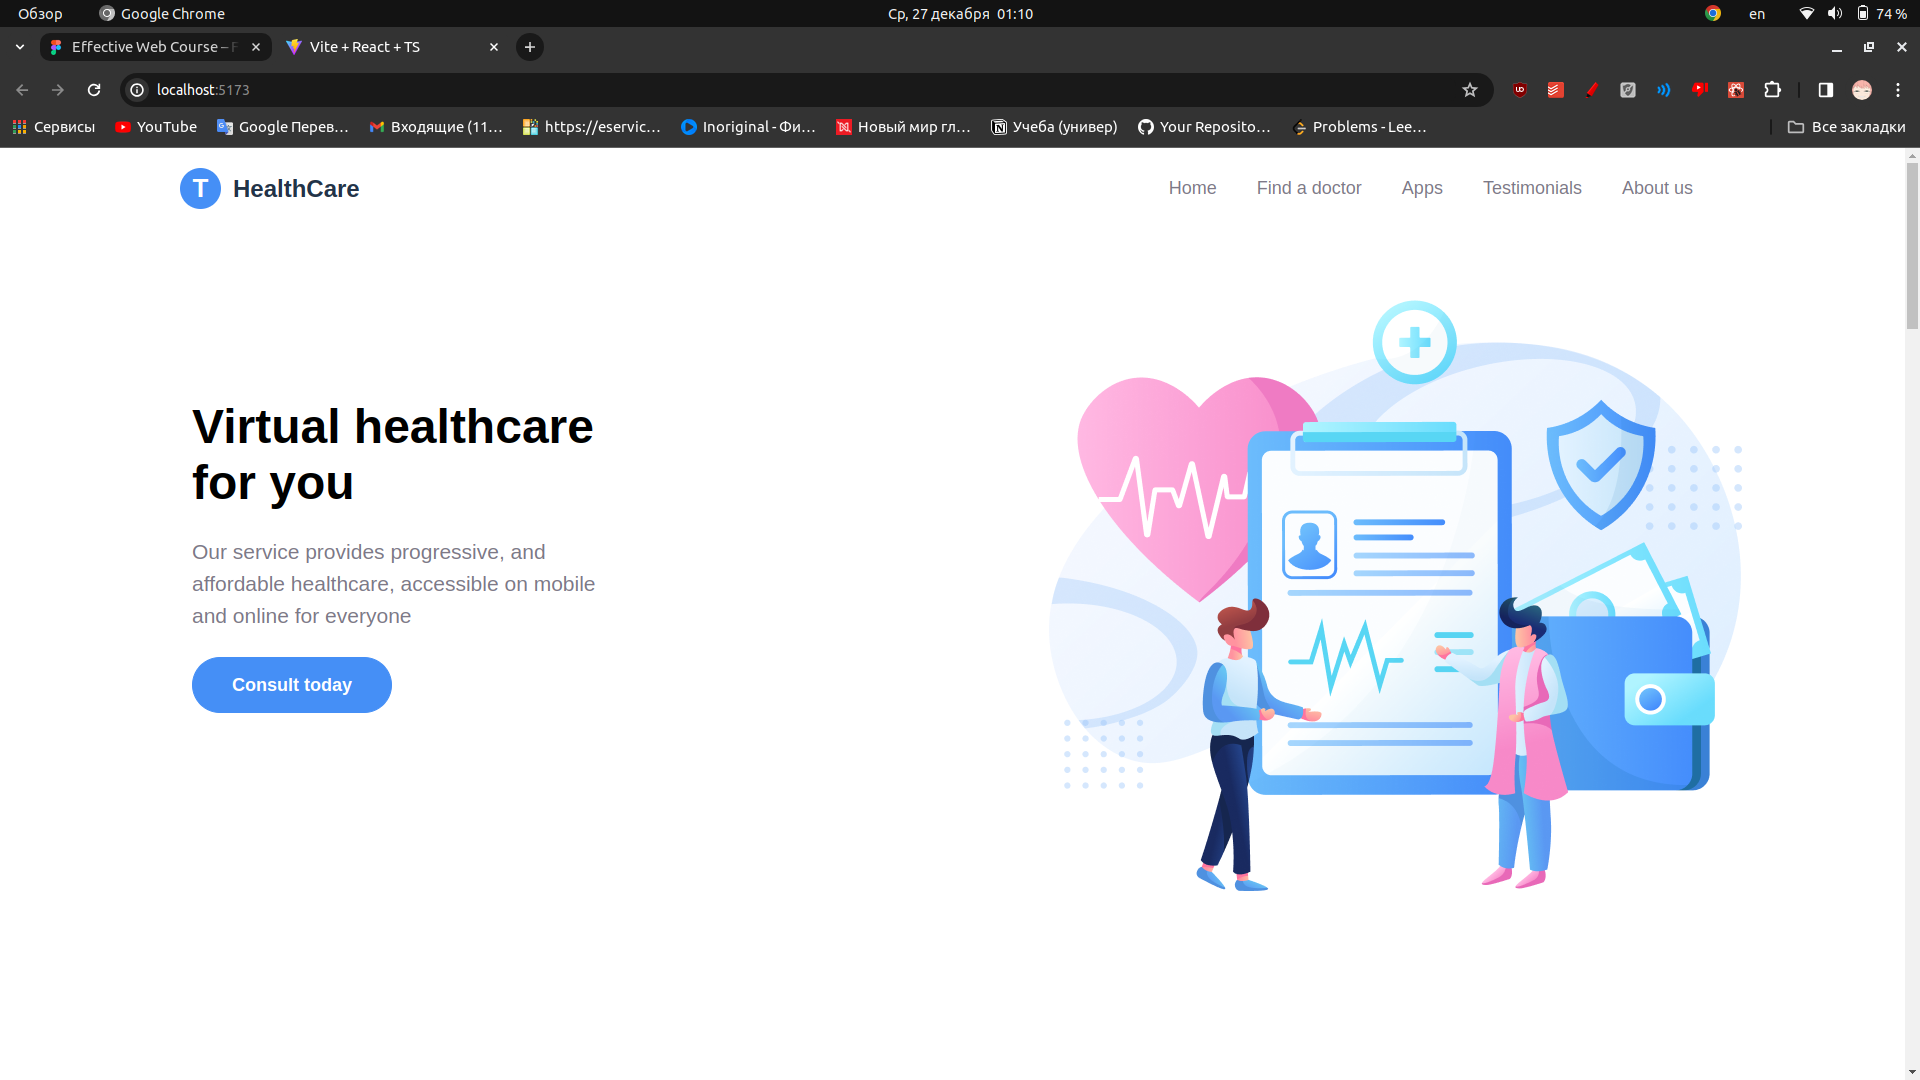 Обзор Google Chrome Ср, 27 декабря 01:10 en 74 %
Effective Web Course – F Vite + React + TS
localhost:5173
Сервисы YouTube Google Перев… Входящие (11… https://eservic… Inoriginal - Фи… Новый мир гл… Учеба (универ) Your Reposito… Problems - Lee… Все закладки
T HealthCare Home Find a doctor Apps Testimonials About us
Virtual healthcare
for you
Our service provides progressive, and
affordable healthcare, accessible on mobile
and online for everyone
Consult today